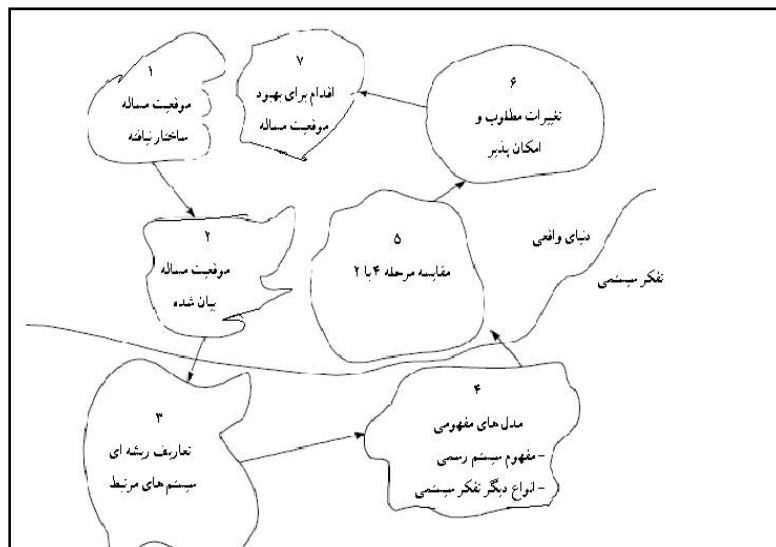 ۱
موقعیت مساله
ساختار نیافته
۲
موقعیت مساله
بیان شده
۳
تعاریف ریشه ای
سیستم های مرتبط
۴
مدل های مفهومی
- مفهوم سیستم رسمی
- انواع دیگر تفکر سیستمی
۵
مقایسه مرحله ۴ با ۲
۶
تغییرات مطلوب و
امکان پذیر
۷
اقدام برای بهبود
موقعیت مساله
دنیای واقعی
تفکر سیستمی